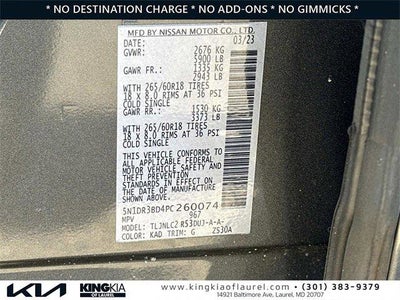 * NO DESTINATION CHARGE * NO ADD-ONS * NO GIMMICKS *
MFD BY NISSAN MOTOR CO., LTD.
DATE: 03/23
GVWR: 2676 KG
5900 LB
GAWR FR.: 1335 KG
2943 LB
WITH 265/60R18 TIRES
18 x 8.0 RIMS AT 36 PSI
COLD SINGLE
GAWR RR.: 1530 KG
3373 LB
WITH 265/60R18 TIRES
18 x 8.0 RIMS AT 36 PSI
COLD SINGLE
THIS VEHICLE CONFORMS TO
ALL APPLICABLE FEDERAL
MOTOR VEHICLE SAFETY AND
THEFT PREVENTION
STANDARDS IN EFFECT ON
THE DATE OF MANUFACTURE
SHOWN ABOVE.
5N1DR3BD4PC260074
MPV 967
MODEL: TLJNLC2 R53DUJ-A-A-
COLOR: KAD TRIM: G Z530A
KIA KING KIA OF LAUREL
www.kingkiaoflaurel.com • (301) 383-9379
14921 Baltimore Ave, Laurel, MD 20707